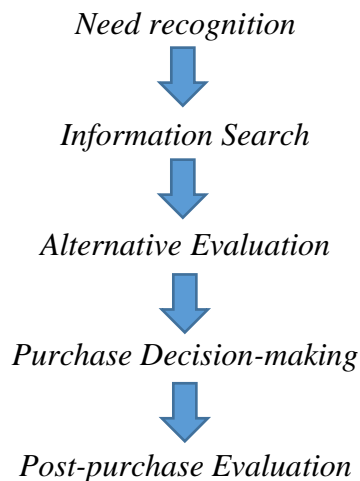 Need recognition
Information Search
Alternative Evaluation
Purchase Decision-making
Post-purchase Evaluation